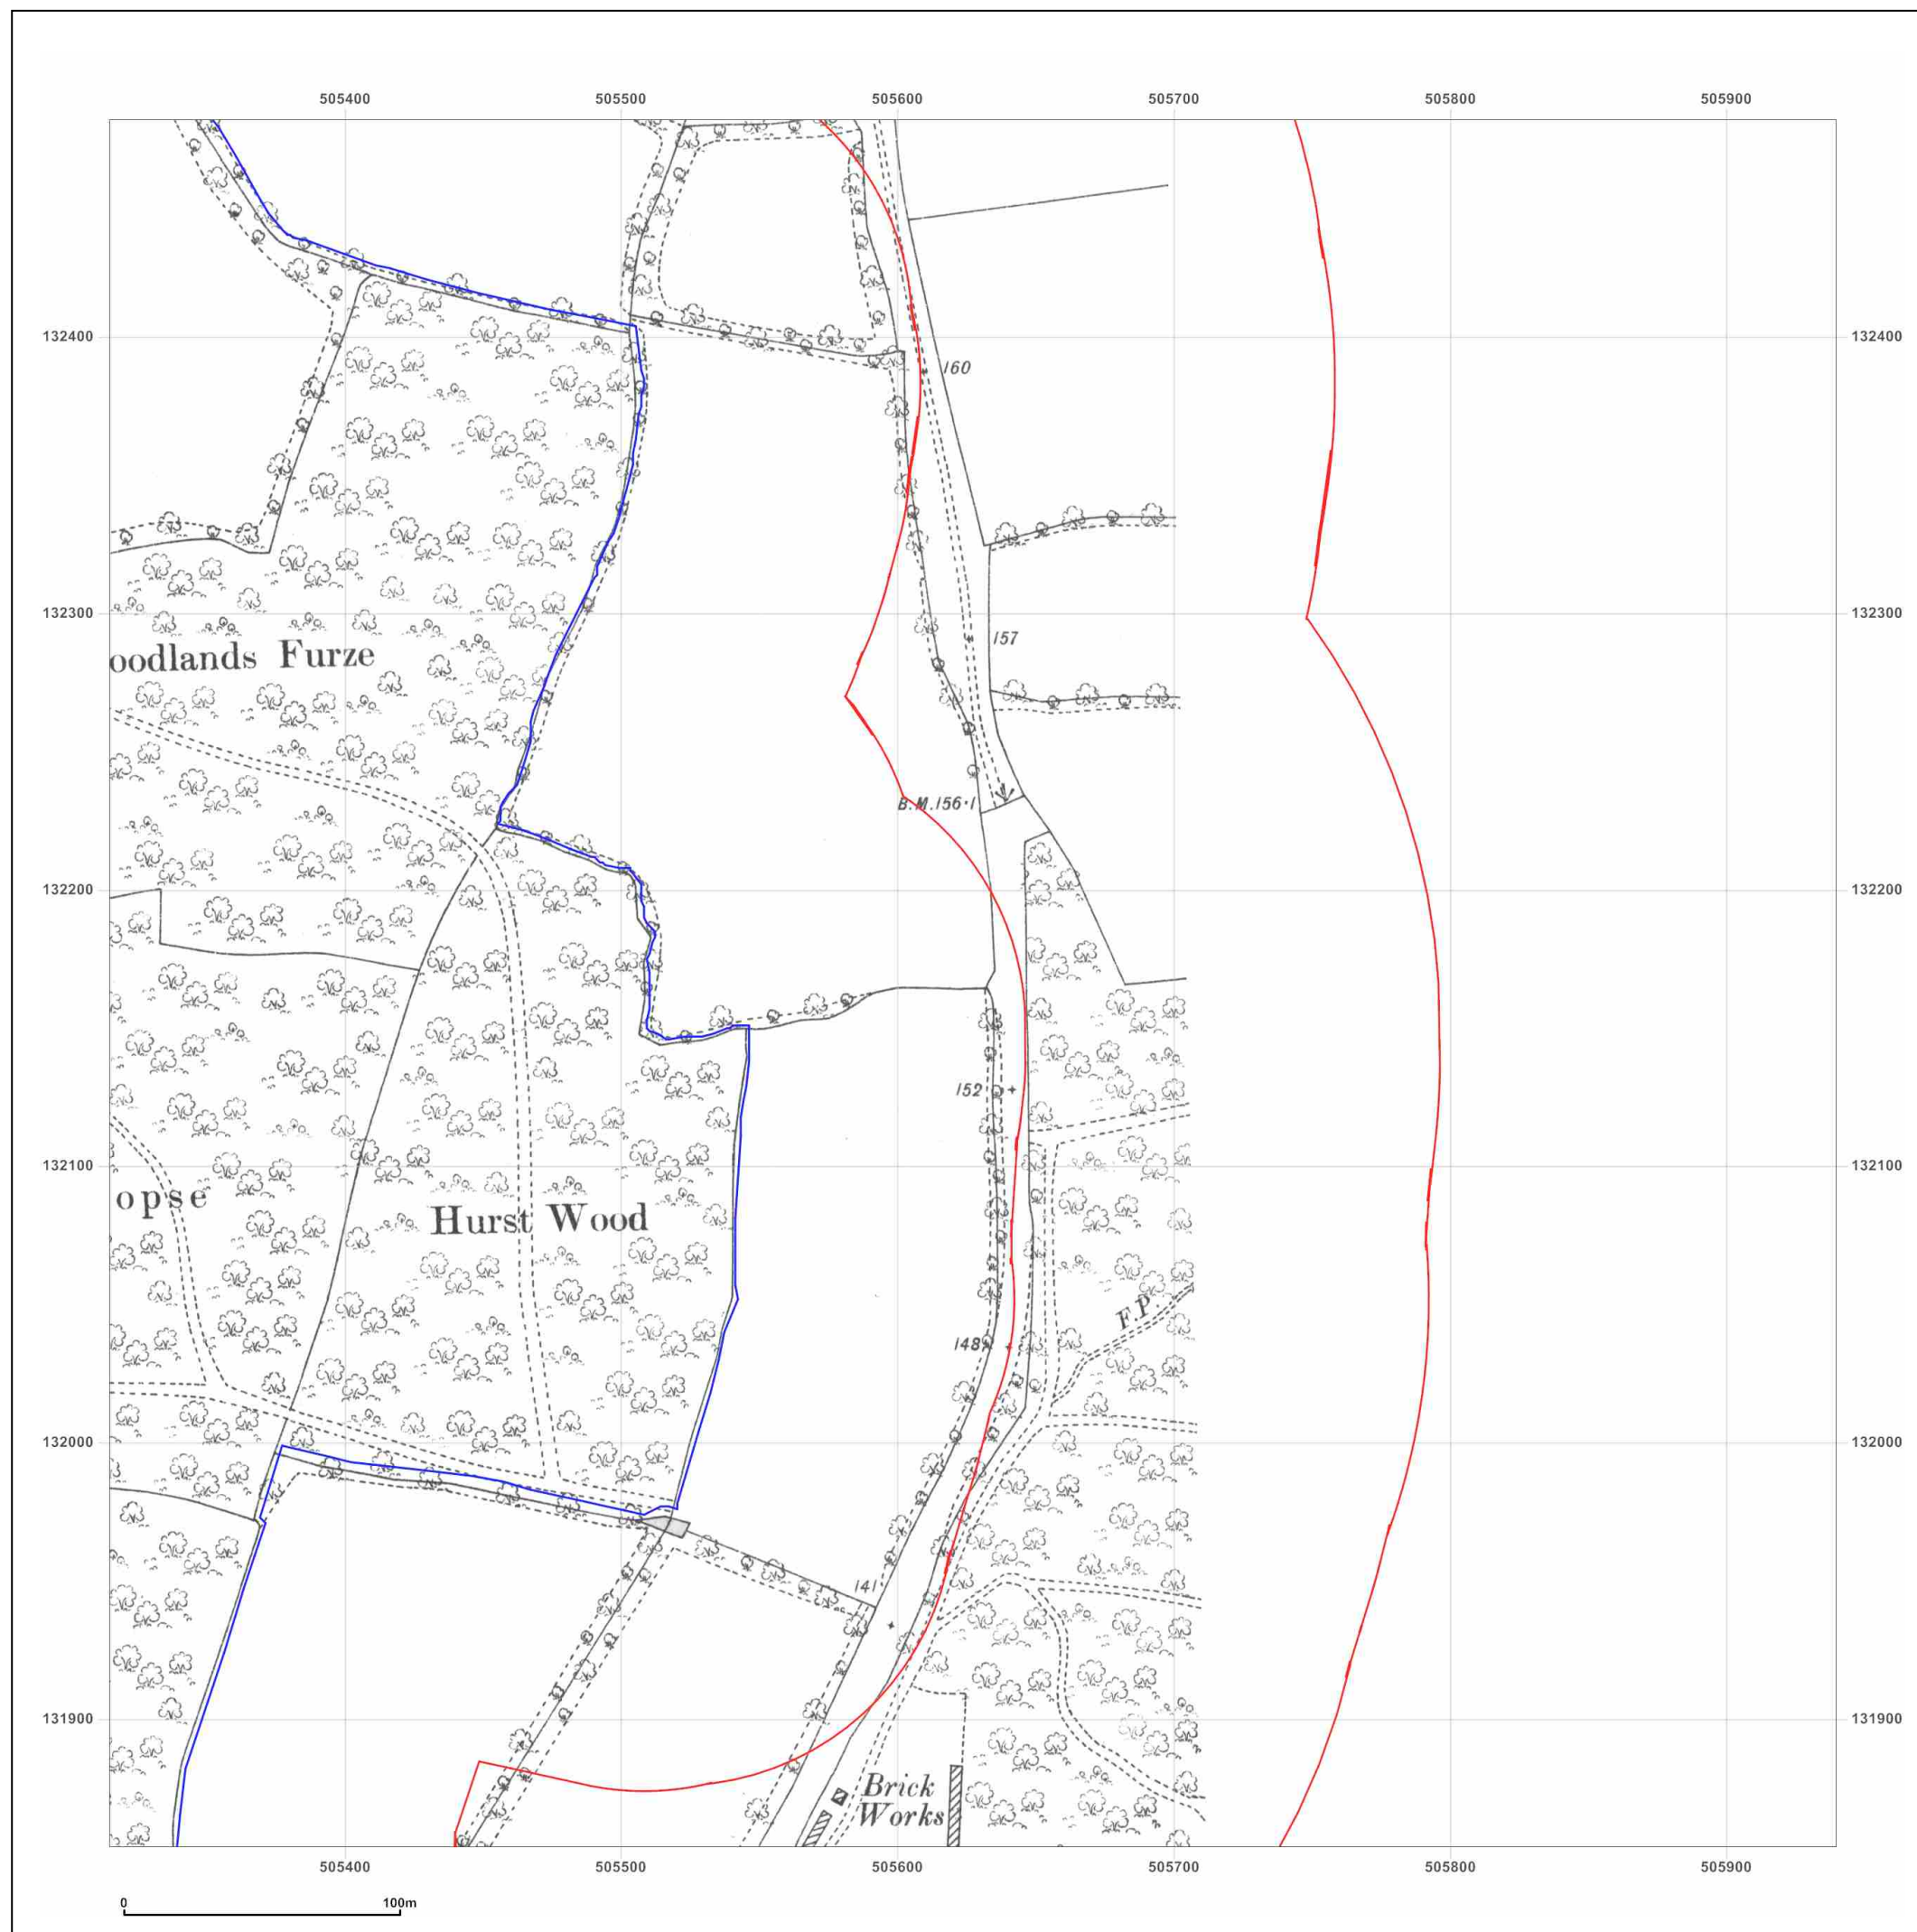 505400 505500 505600 505700 505800 505900
132400 132400
160
132300 132300
157
oodlands Furze
B.M.156·1
132200 132200
152
132100 132100
opse
Hurst Wood
F.P.
148
132000 132000
141
131900 131900
Brick
Works
505400 505500 505600 505700 505800 505900
0 100m